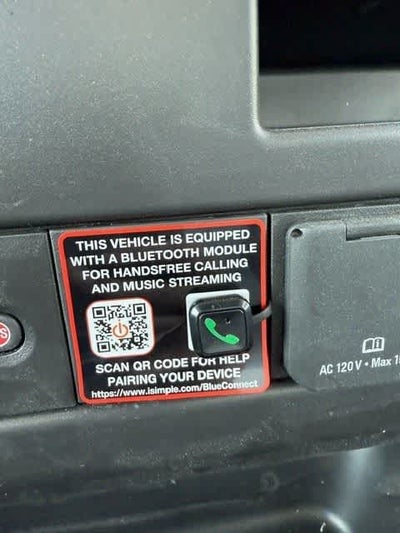 THIS VEHICLE IS EQUIPPED
WITH A BLUETOOTH MODULE
FOR HANDSFREE CALLING
AND MUSIC STREAMING
SCAN QR CODE FOR HELP
PAIRING YOUR DEVICE
https://www.isimple.com/BlueConnect
AC 120 V • Max